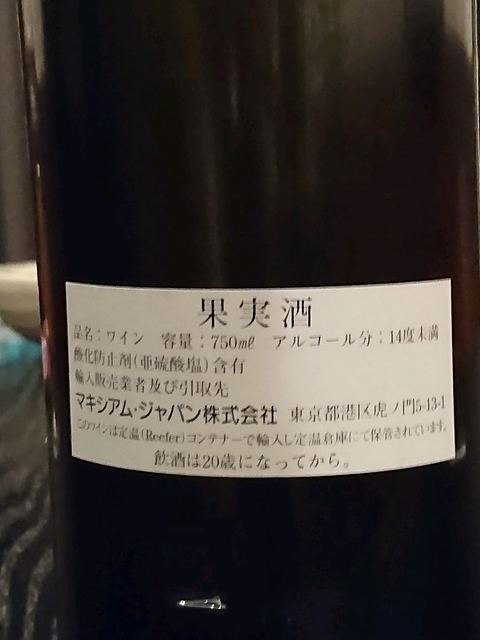 果実酒
品名：ワイン 容量：750ml アルコール分：14度未満
酸化防止剤(亜硫酸塩)含有
輸入販売業者及び引取先
マキシアム・ジャパン株式会社 東京都港区虎ノ門5-13-1
このワインは定温(Reefer)コンテナーで輸入し定温倉庫にて保管されています。
飲酒は20歳になってから。